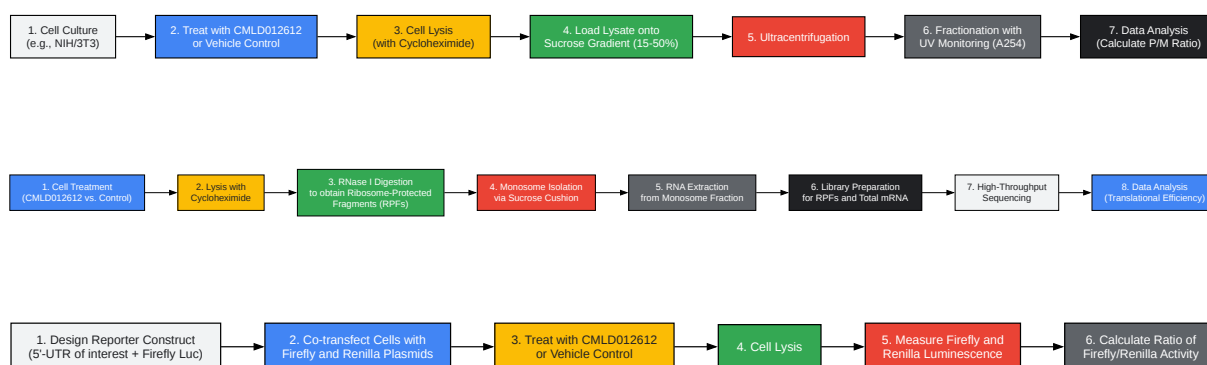 1. Cell Culture
(e.g., NIH/3T3)
2. Treat with CMLD012612
or Vehicle Control
3. Cell Lysis
(with Cycloheximide)
4. Load Lysate onto
Sucrose Gradient (15-50%)
5. Ultracentrifugation
6. Fractionation with
UV Monitoring (A254)
7. Data Analysis
(Calculate P/M Ratio)
1. Cell Treatment
(CMLD012612 vs. Control)
2. Lysis with
Cycloheximide
3. RNase I Digestion
to obtain Ribosome-Protected
Fragments (RPFs)
4. Monosome Isolation
via Sucrose Cushion
5. RNA Extraction
from Monosome Fraction
6. Library Preparation
for RPFs and Total mRNA
7. High-Throughput
Sequencing
8. Data Analysis
(Translational Efficiency)
1. Design Reporter Construct
(5'-UTR of interest + Firefly Luc)
2. Co-transfect Cells with
Firefly and Renilla Plasmids
3. Treat with CMLD012612
or Vehicle Control
4. Cell Lysis
5. Measure Firefly and
Renilla Luminescence
6. Calculate Ratio of
Firefly/Renilla Activity